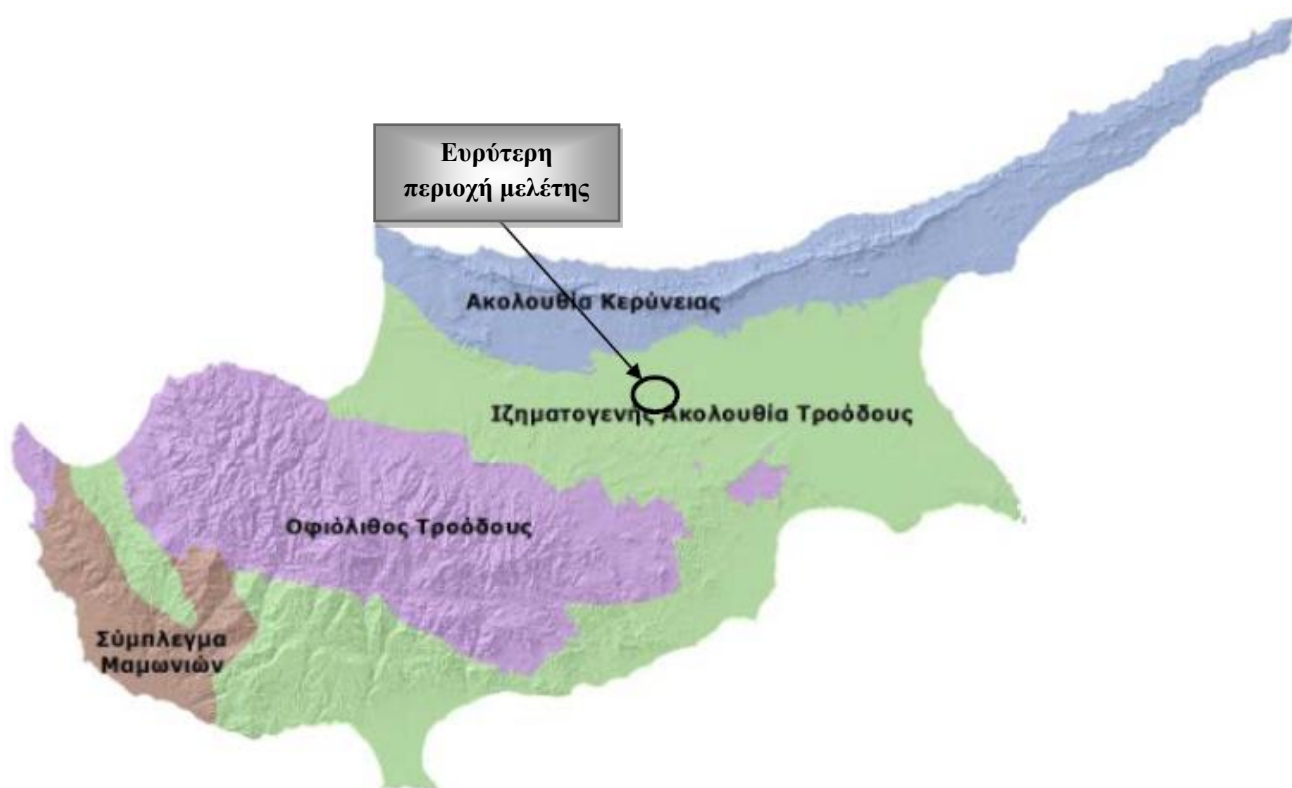 Ευρύτερη
περιοχή μελέτης
Ακολουθία Κερύνειας
Ιζηματογενής Ακολουθία Τροόδους
Οφιόλιθος Τροόδους
Σύμπλεγμα
Μαμωνιών